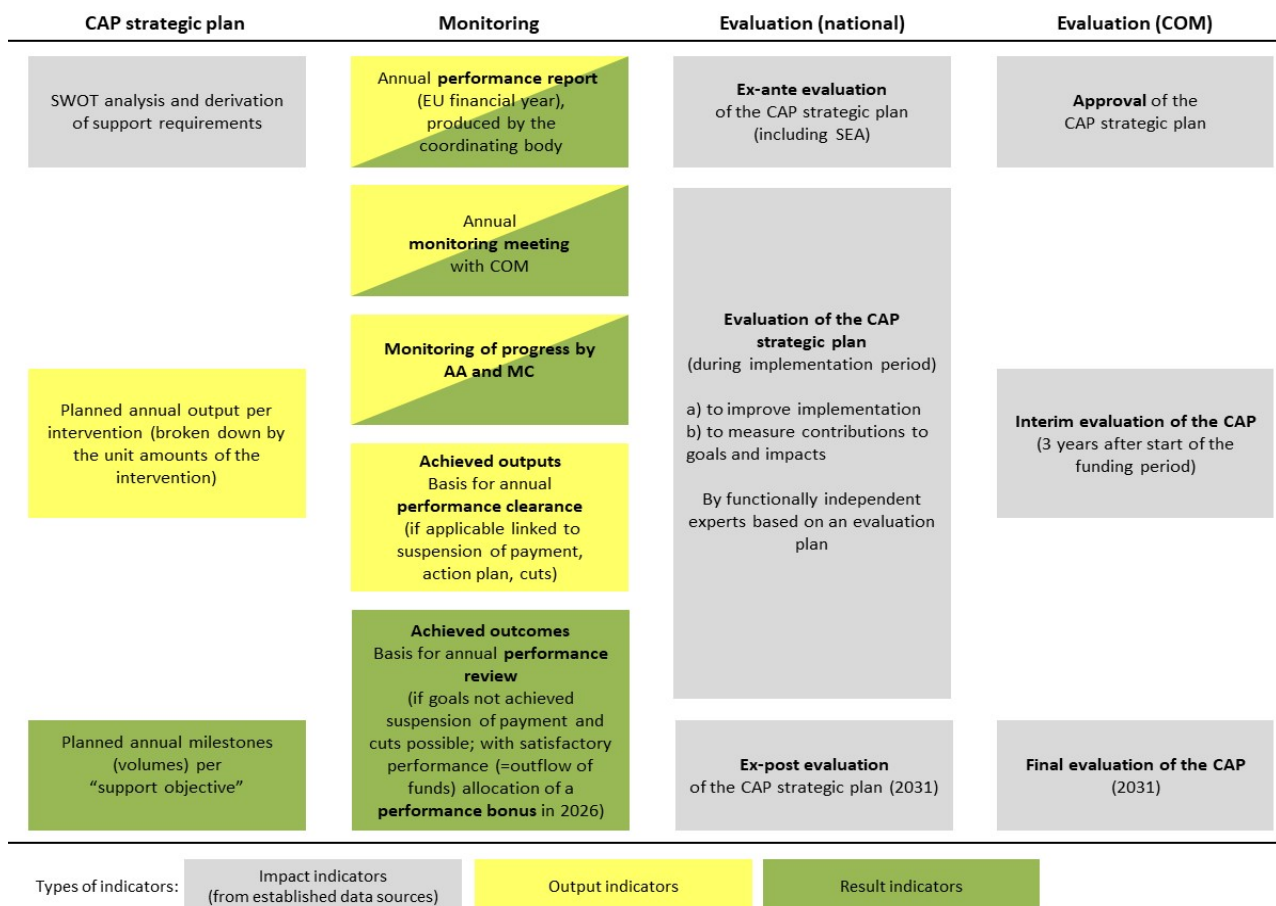 CAP strategic plan
Monitoring
Evaluation (national)
Evaluation (COM)
SWOT analysis and derivation
of support requirements
Annual performance report
(EU financial year),
produced by the
coordinating body
Ex-ante evaluation
of the CAP strategic plan
(including SEA)
Approval of the
CAP strategic plan
Annual
monitoring meeting
with COM
Monitoring of progress by
AA and MC
Planned annual output per
intervention (broken down by
the unit amounts of the
intervention)
Achieved outputs
Basis for annual
performance clearance
(if applicable linked to
suspension of payment,
action plan, cuts)
Evaluation of the CAP
strategic plan
(during implementation period)
a) to improve implementation
b) to measure contributions to
goals and impacts
By functionally independent
experts based on an evaluation
plan
Interim evaluation of the CAP
(3 years after start of the
funding period)
Achieved outcomes
Basis for annual performance
review
(if goals not achieved
suspension of payment and
cuts possible; with satisfactory
performance (=outflow of
funds) allocation of a
performance bonus in 2026)
Planned annual milestones
(volumes) per
“support objective”
Ex-post evaluation
of the CAP strategic plan (2031)
Final evaluation of the CAP
(2031)
Types of indicators:
Impact indicators
(from established data sources)
Output indicators
Result indicators